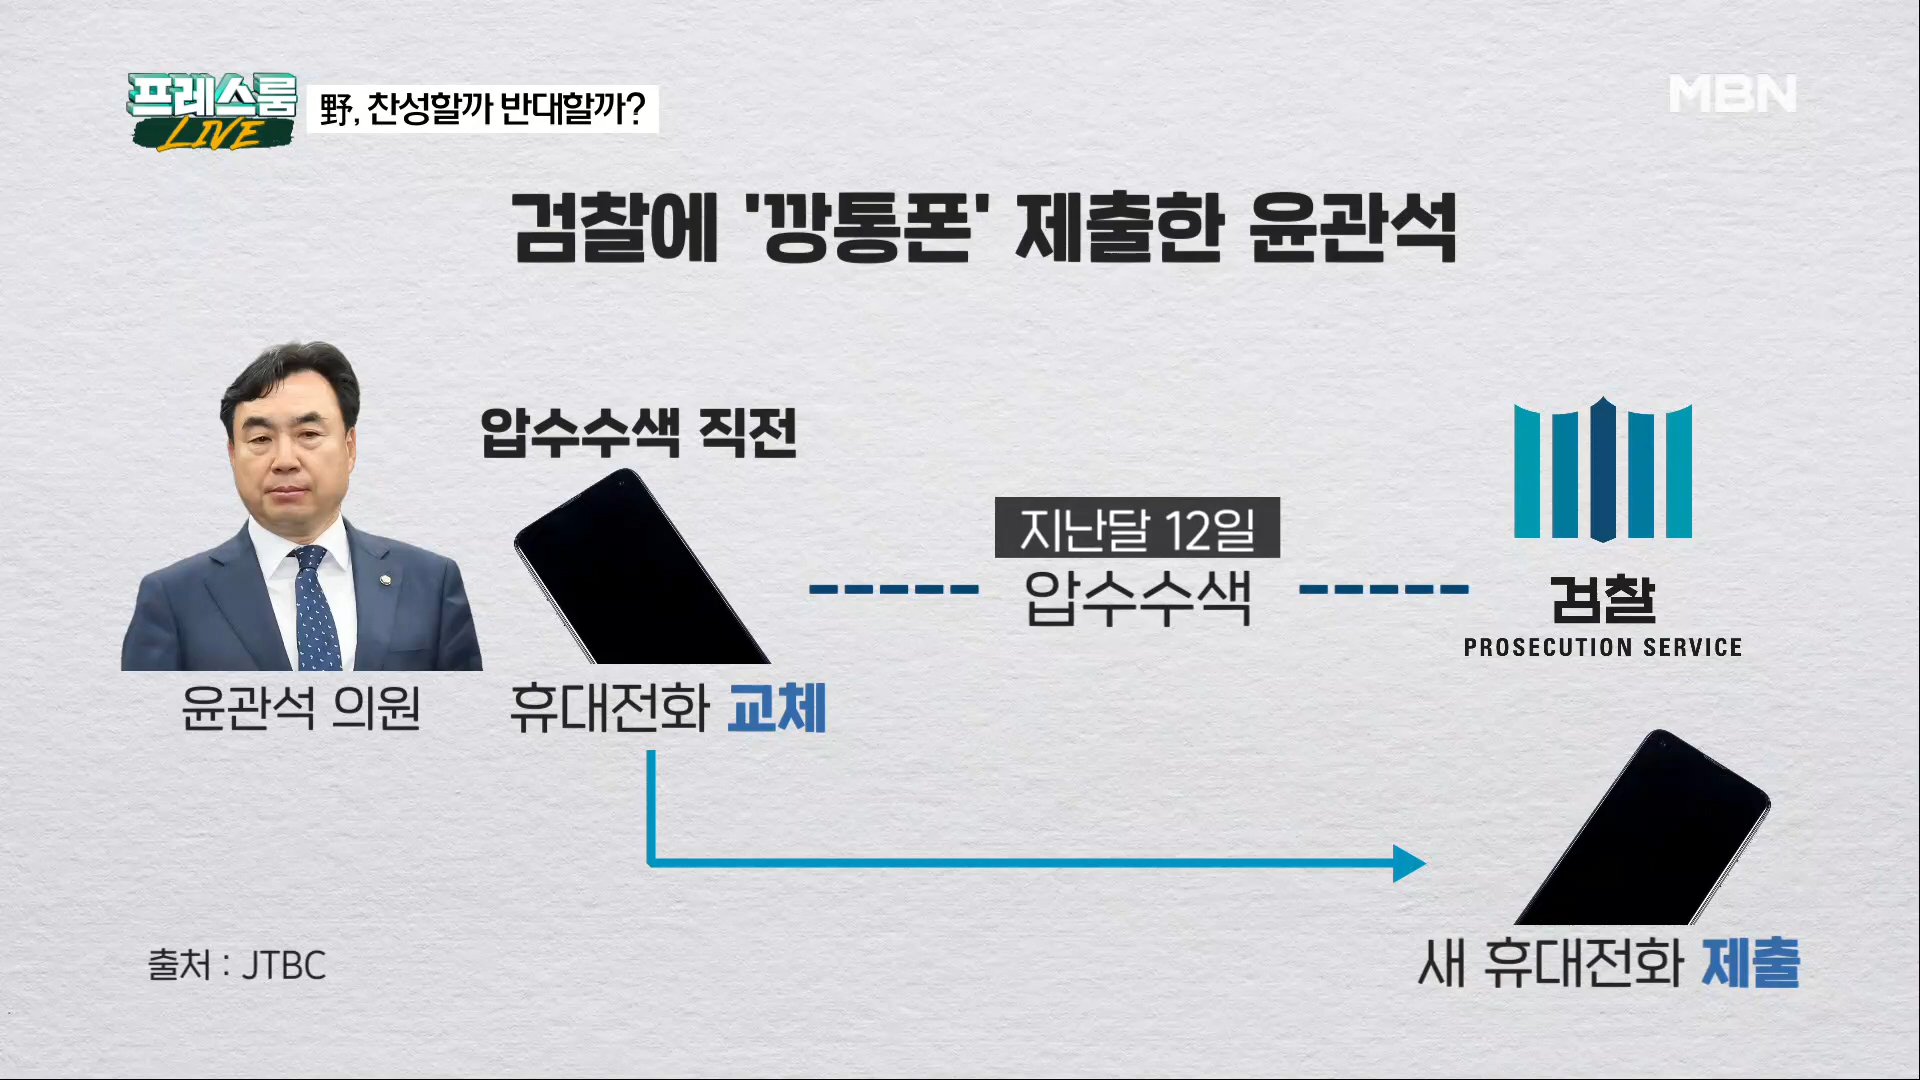 프레스룸
LIVE
野, 찬성할까 반대할까?
MBN
검찰에 '깡통폰' 제출한 윤관석
압수수색 직전
지난달 12일
압수수색
검찰
PROSECUTION SERVICE
윤관석 의원
휴대전화 교체
새 휴대전화 제출
출처 : JTBC